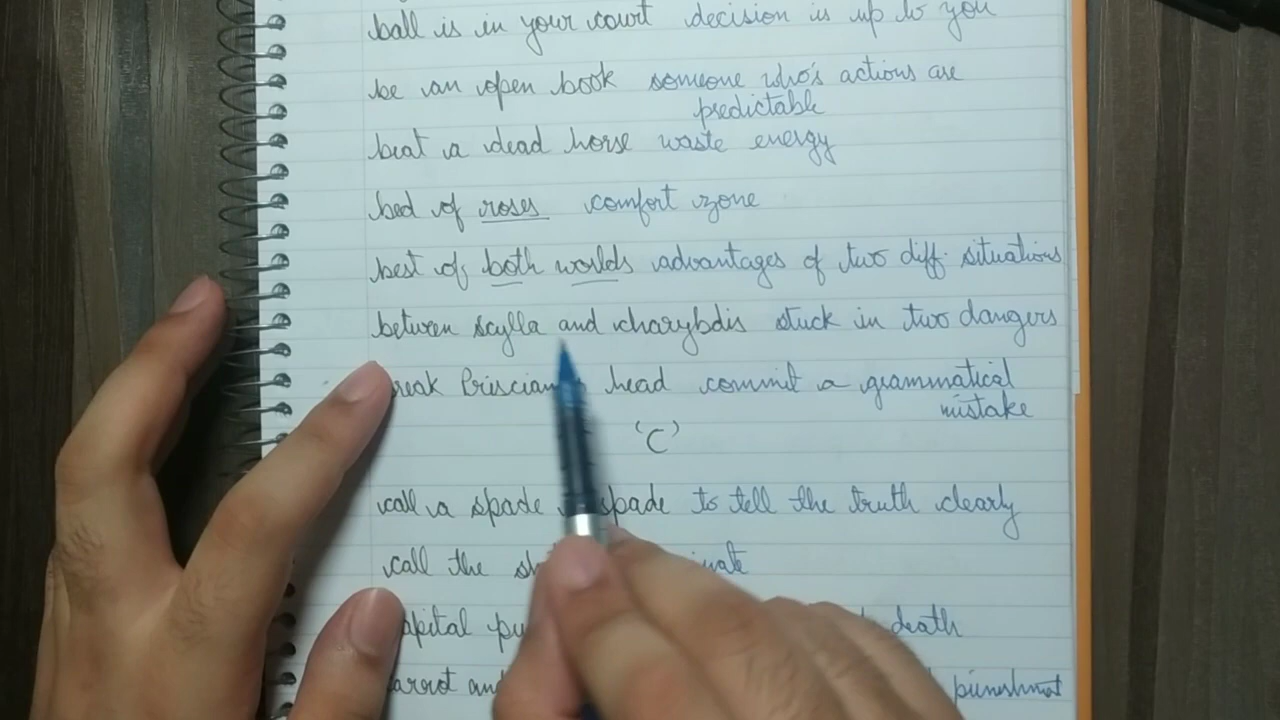 ball is in your court decision is up to you
be an open book someone who's actions are
predictable
beat a dead horse waste energy
bed of roses comfort zone
best of both worlds advantages of two diff. situations
between scylla and charybdis stuck in two dangers
head commit a grammatical
mistake
'C'
call a spade spade to tell the truth clearly
call the
death
and punishmnt